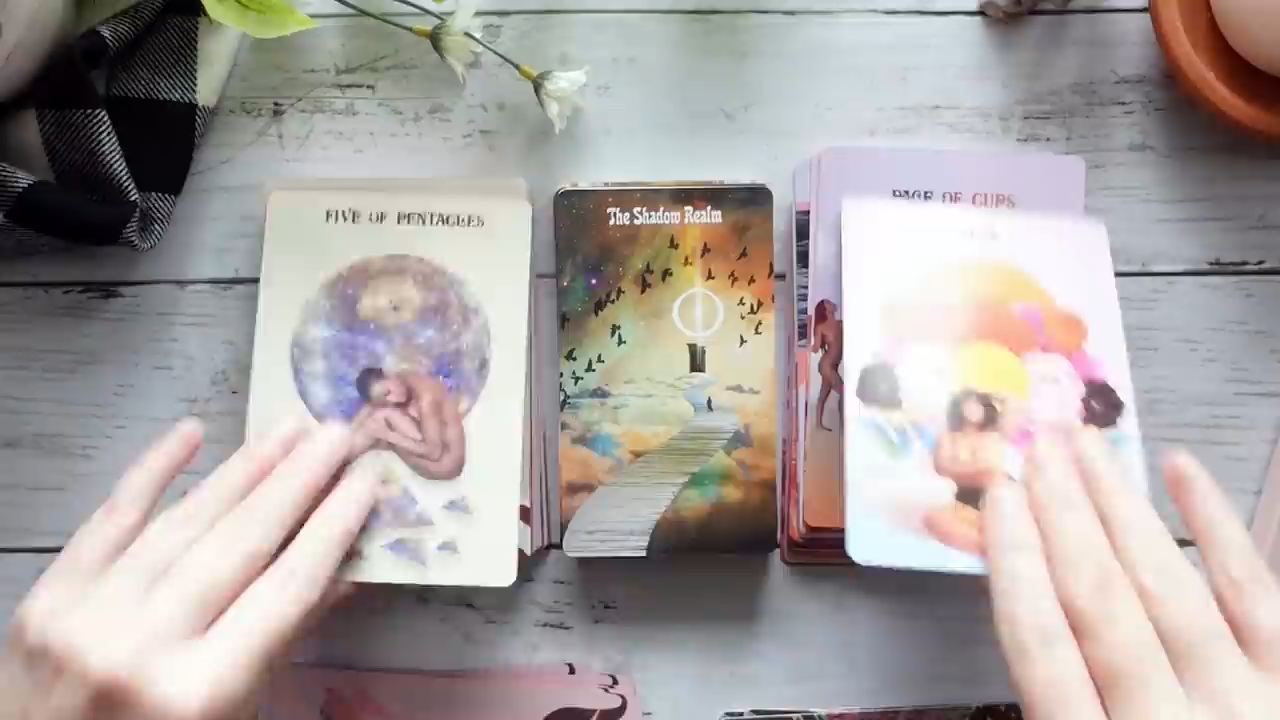 FIVE OF PENTACLES
The Shadow Realm
PAGE OF CUPS